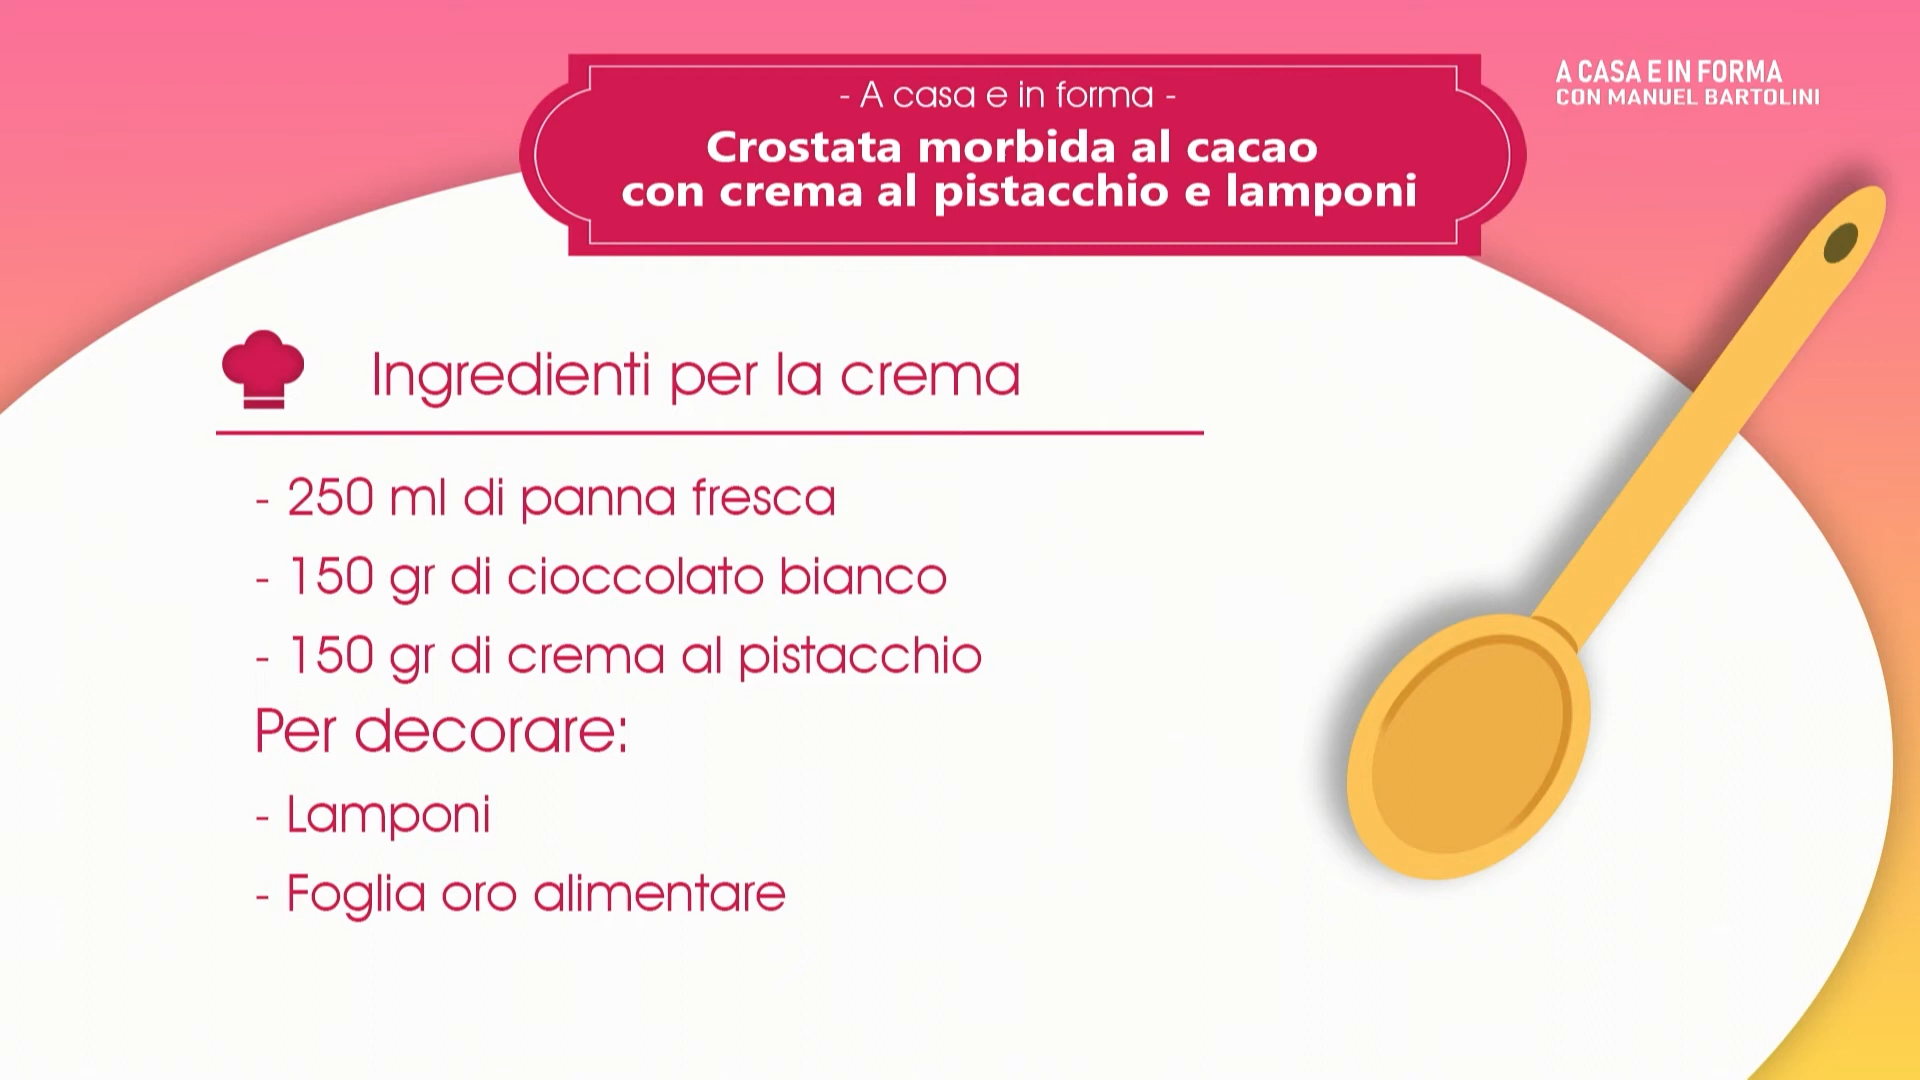 - A casa e in forma -
Crostata morbida al cacao
con crema al pistacchio e lamponi
A CASA E IN FORMA
CON MANUEL BARTOLINI
Ingredienti per la crema
- 250 ml di panna fresca
- 150 gr di cioccolato bianco
- 150 gr di crema al pistacchio
Per decorare:
- Lamponi
- Foglia oro alimentare